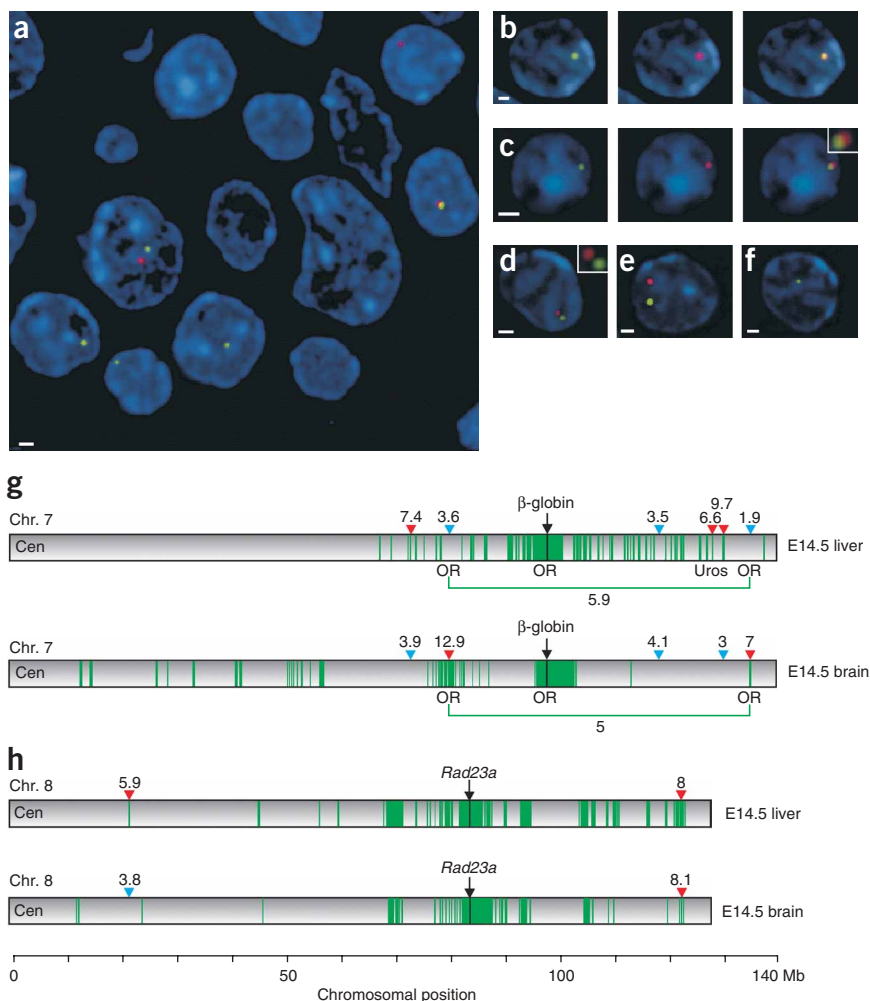 a
b
c
d
e
f
g
β-globin
9.7
Chr. 7
7.4
3.6
3.5
6.6
1.9
Cen
E14.5 liver
OR
OR
Uros
OR
5.9
β-globin
Chr. 7
3.9
12.9
4.1
3
7
Cen
E14.5 brain
OR
OR
OR
5
h
Rad23a
Chr. 8
5.9
8
Cen
E14.5 liver
Rad23a
Chr. 8
3.8
8.1
Cen
E14.5 brain
0
50
100
140 Mb
Chromosomal position